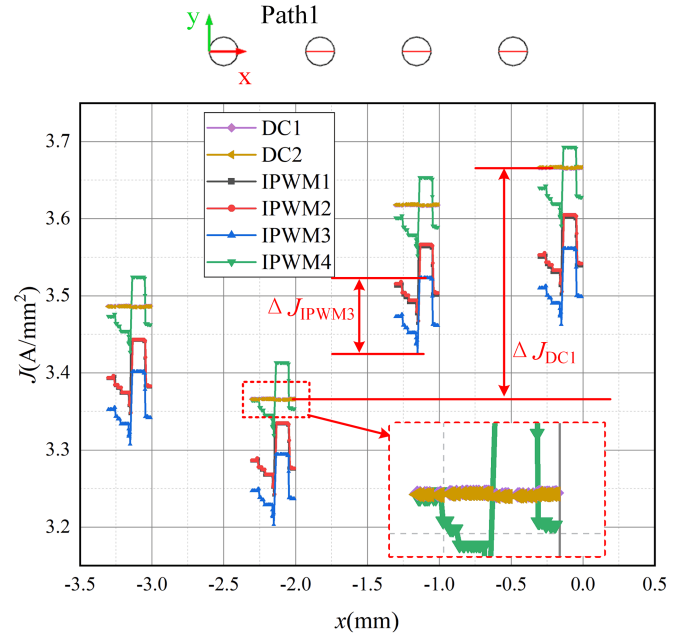 Path1
y
x
DC1
DC2
IPWM1
IPWM2
IPWM3
IPWM4
Δ J_IPWM3
Δ J_DC1
J(A/mm²)
3.7
3.6
3.5
3.4
3.3
3.2
-3.5 -3.0 -2.5 -2.0 -1.5 -1.0 -0.5 0.0 0.5
x(mm)